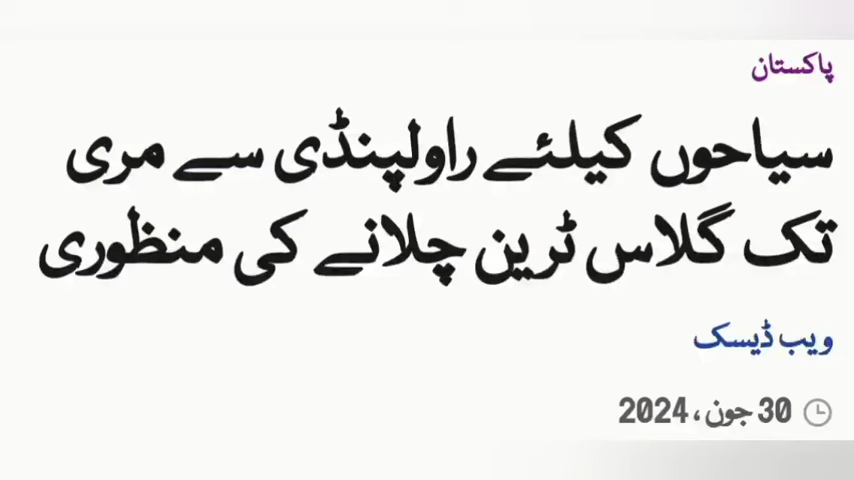 پاکستان
سیاحوں کیلئے راولپنڈی سے مری
تک گلاس ٹرین چلانے کی منظوری
ویب ڈیسک
30 جون، 2024